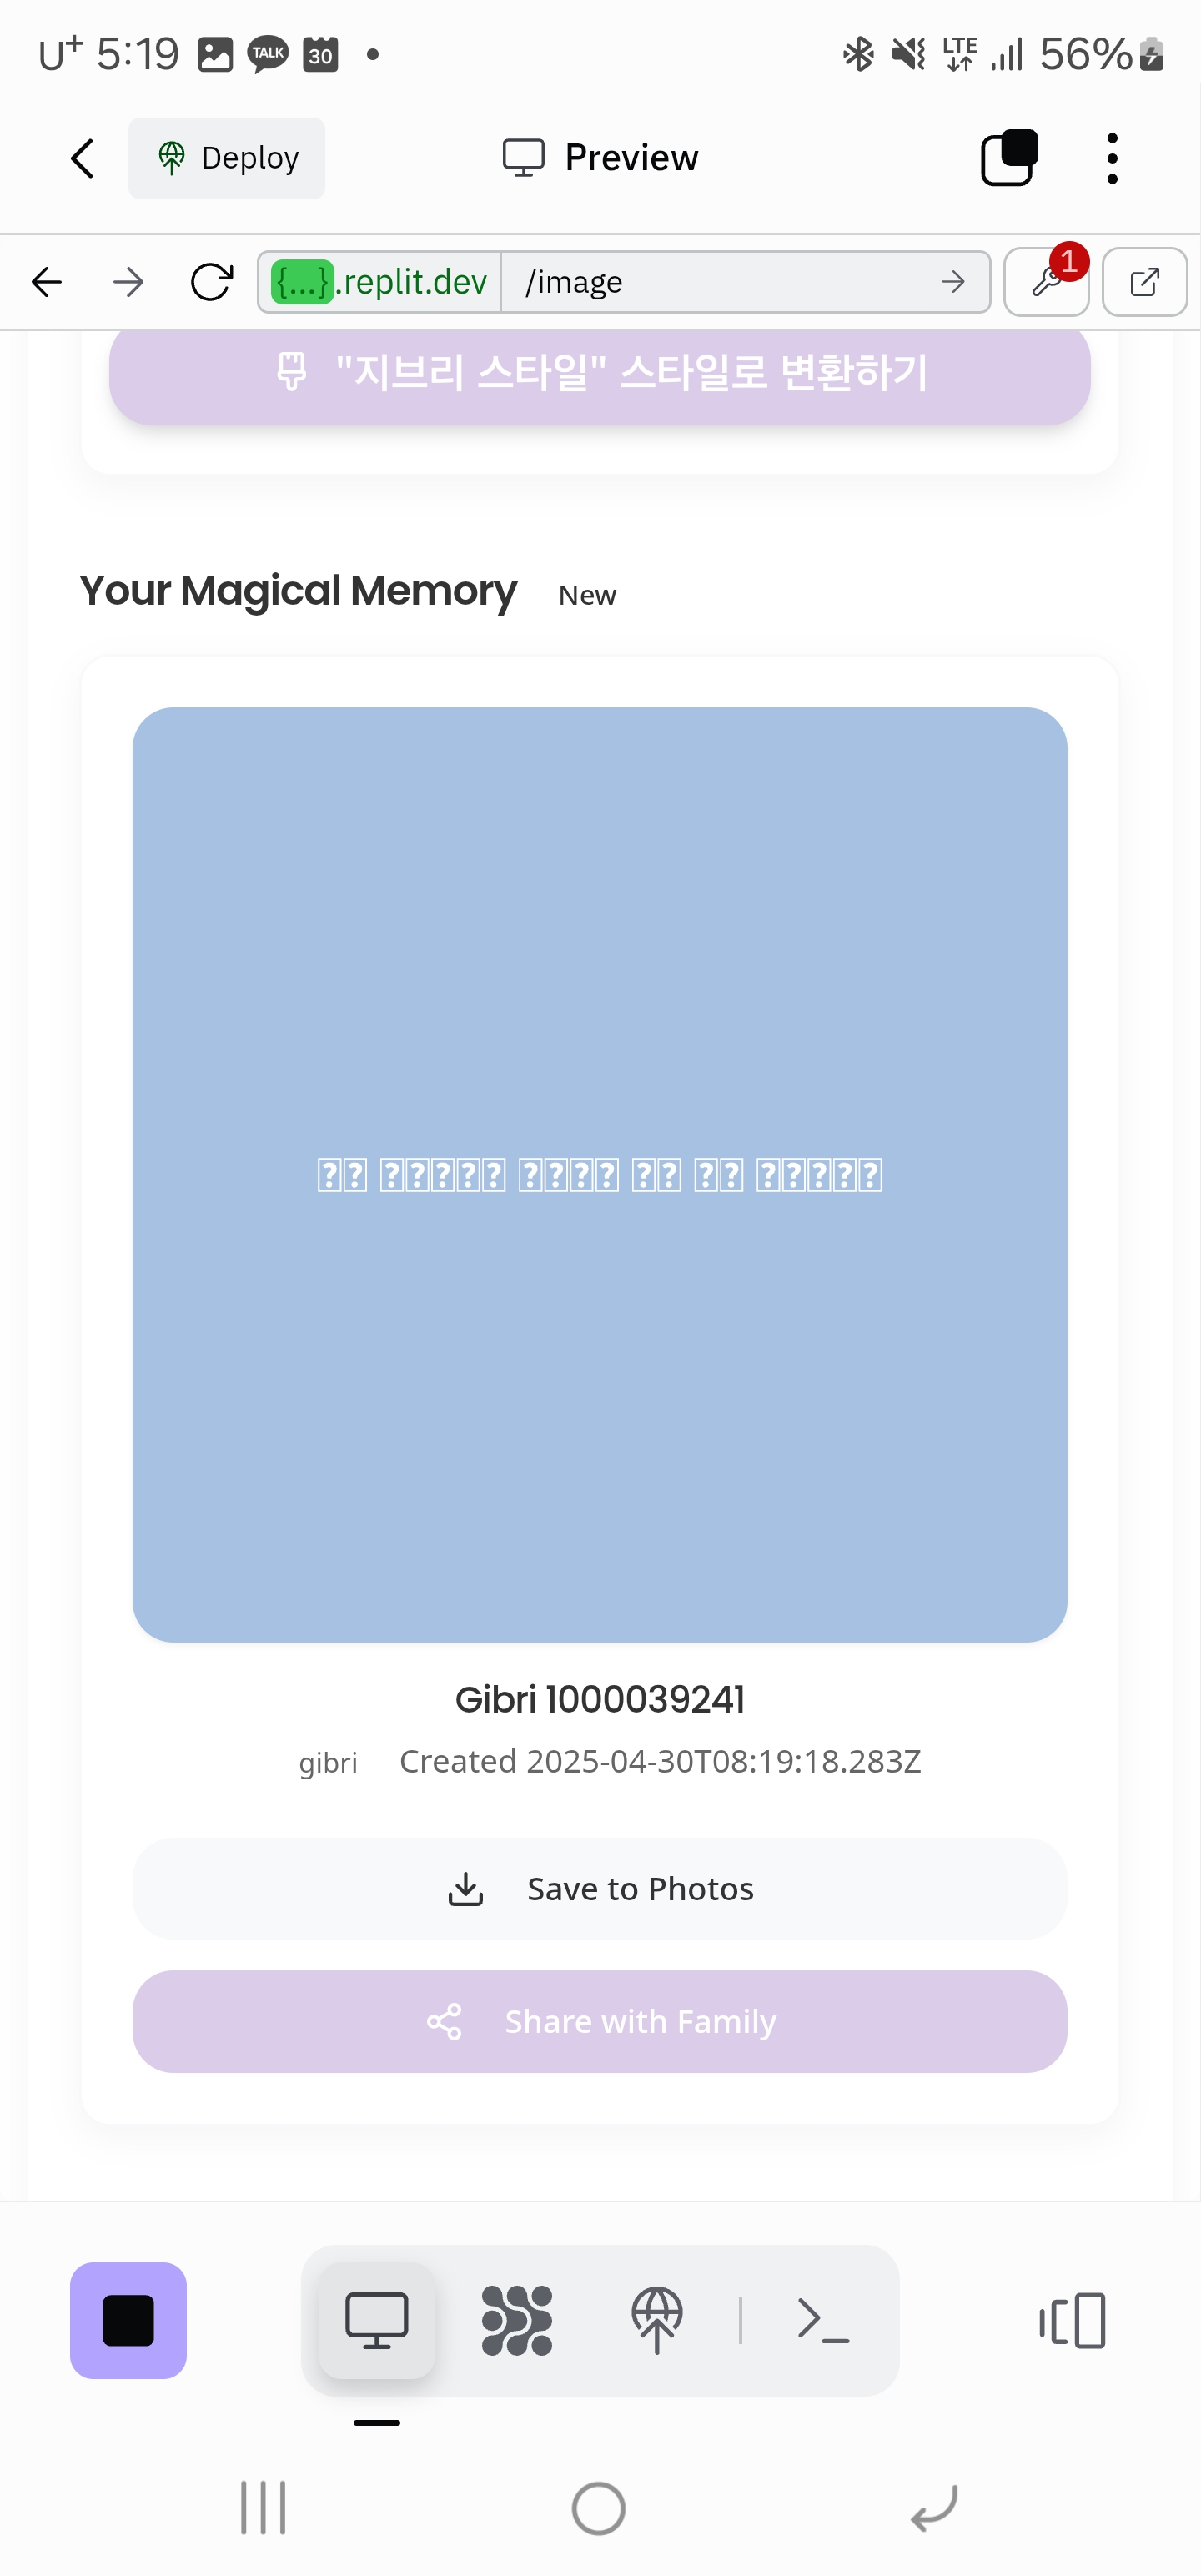 U+ 5:19 TALK 30 LTE 56%
Deploy Preview
{...}.replit.dev /image 1
"지브리 스타일" 스타일로 변환하기
Your Magical Memory New
Gibri 1000039241
gibri Created 2025-04-30T08:19:18.283Z
Save to Photos
Share with Family